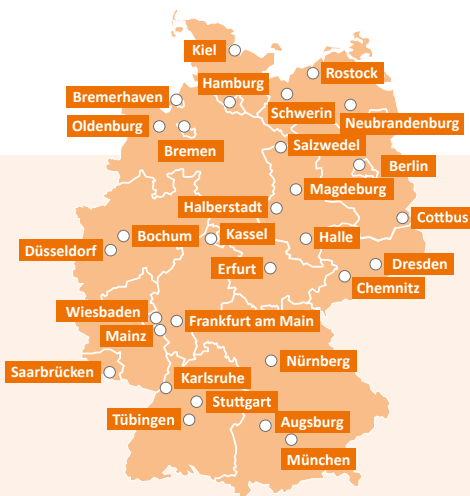 Kiel
Rostock
Hamburg
Bremerhaven
Schwerin
Neubrandenburg
Oldenburg
Bremen
Salzwedel
Berlin
Magdeburg
Halberstadt
Cottbus
Bochum
Kassel
Halle
Düsseldorf
Erfurt
Dresden
Chemnitz
Wiesbaden
Frankfurt am Main
Mainz
Nürnberg
Saarbrücken
Karlsruhe
Stuttgart
Tübingen
Augsburg
München